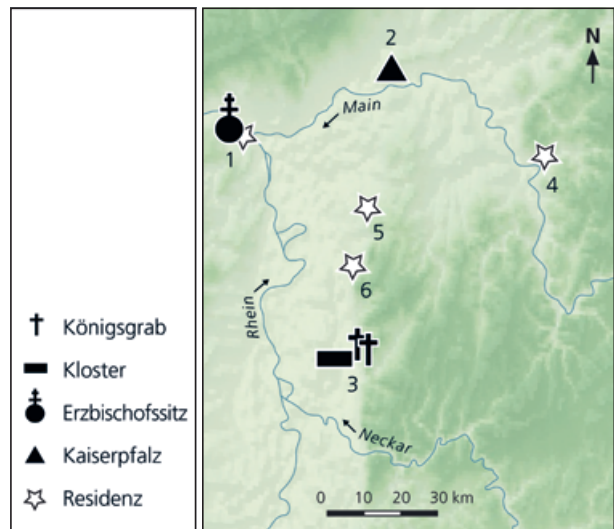 Königsgrab
Kloster
Erzbischofssitz
Kaiserpfalz
Residenz
2
N
Main
1
4
5
6
Rhein
3
Neckar
0 10 20 30 km